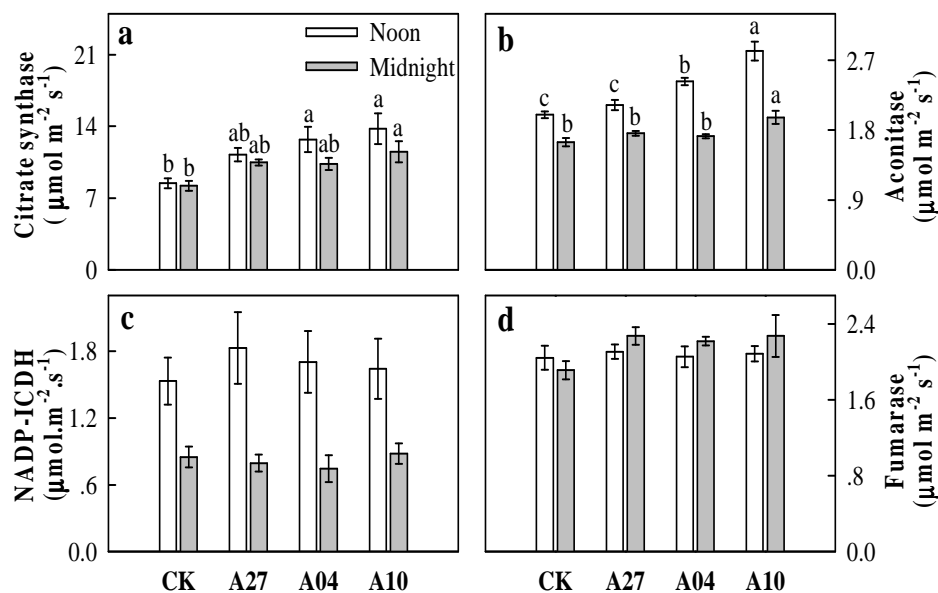 a
Noon
Midnight
21
14
7
0
Citrate synthase
( μmol m-2 s-1)
b b ab ab a ab a a
b
2.7
1.8
.9
0.0
Aconitase
(μmol m-2 s-1)
c b c b b b a a
c
1.8
1.2
.6
0.0
NADP-ICDH
(μmol.m-2.s-1)
CK A27 A04 A10
d
2.4
1.6
.8
0.0
Fumarase
(μmol m-2 s-1)
CK A27 A04 A10